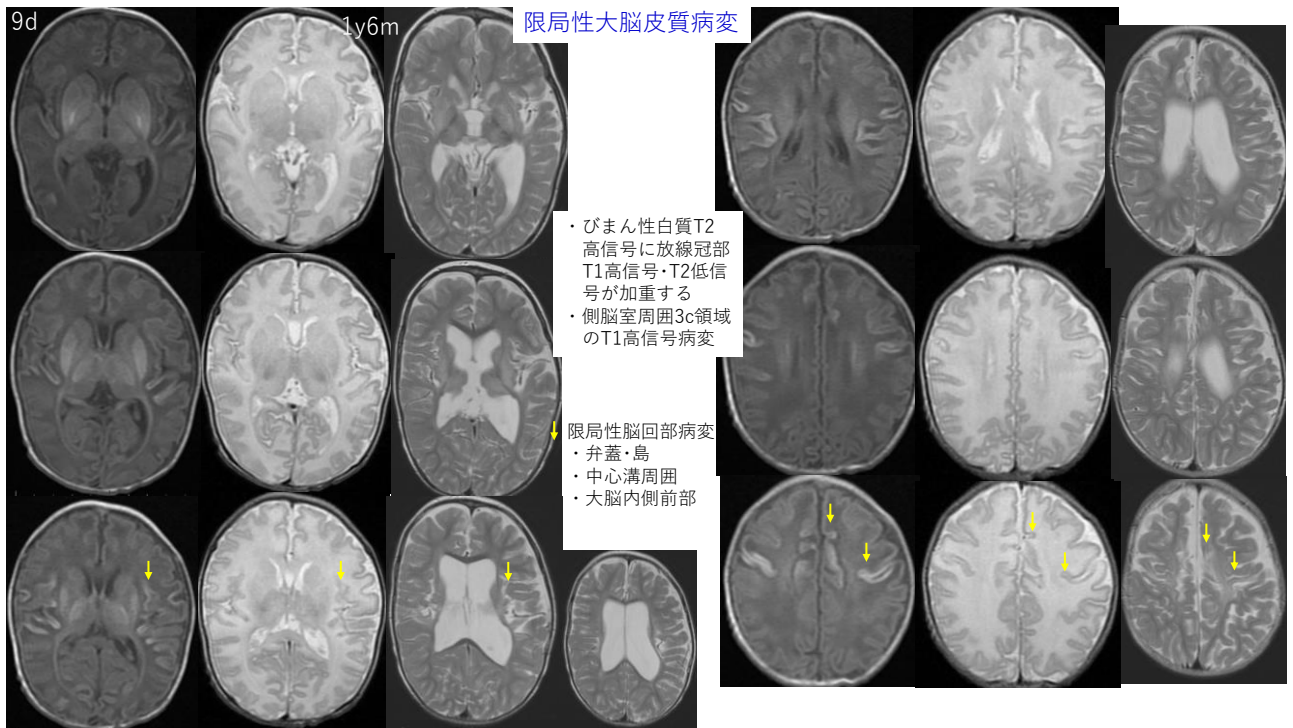 9d
1y6m
限局性大脳皮質病変
・びまん性白質T2
高信号に放線冠部
T1高信号・T2低信
号が加重する
・側脳室周囲3c領域
のT1高信号病変
限局性脳回部病変
・弁蓋・島
・中心溝周囲
・大脳内側前部